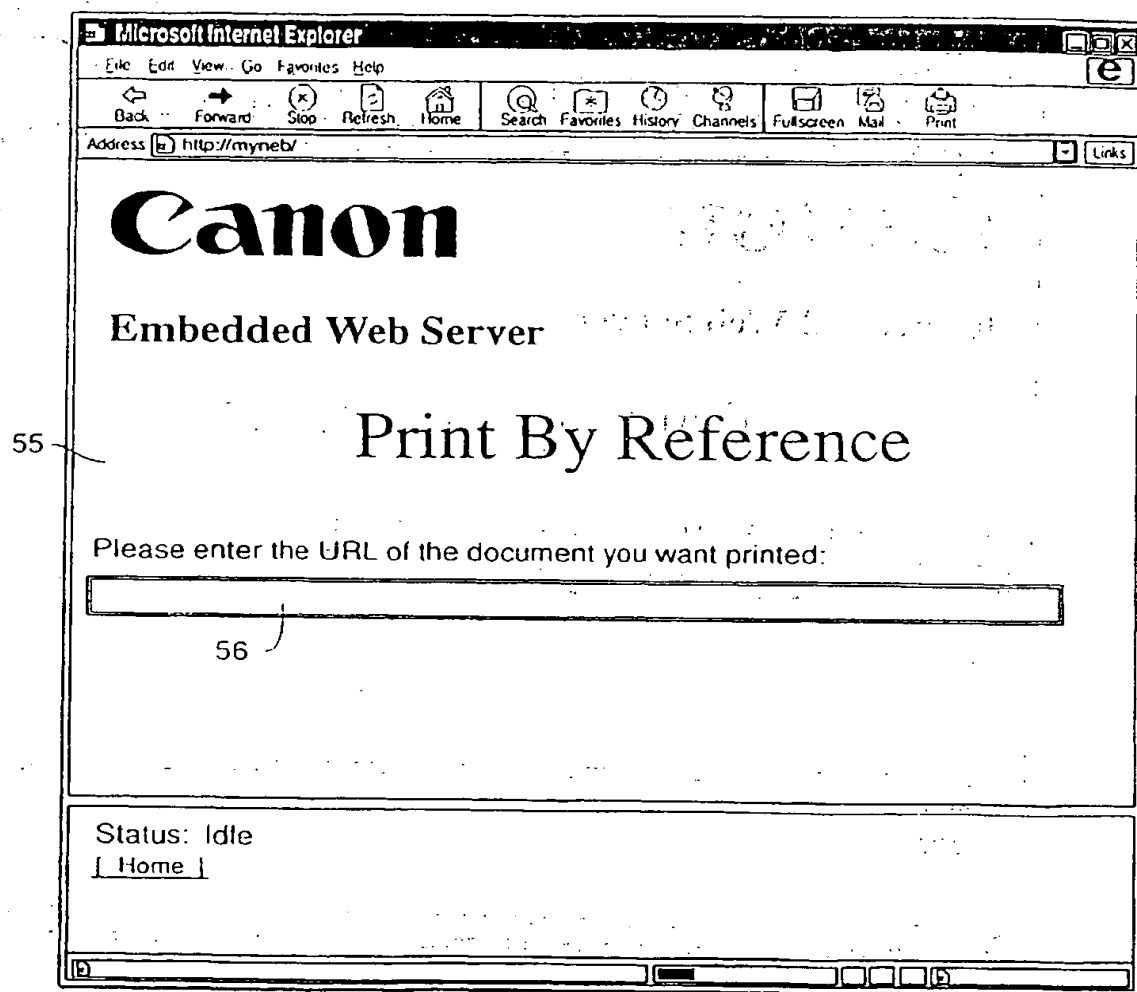 Microsoft Internet Explorer
File Edit View Go Favorites Help
Back Forward Stop Refresh Home Search Favorites History Channels Fullscreen Mail Print
Address http://myneb/ Links
Canon
Embedded Web Server
Print By Reference
55
Please enter the URL of the document you want printed:
56
Status: Idle
[ Home ]